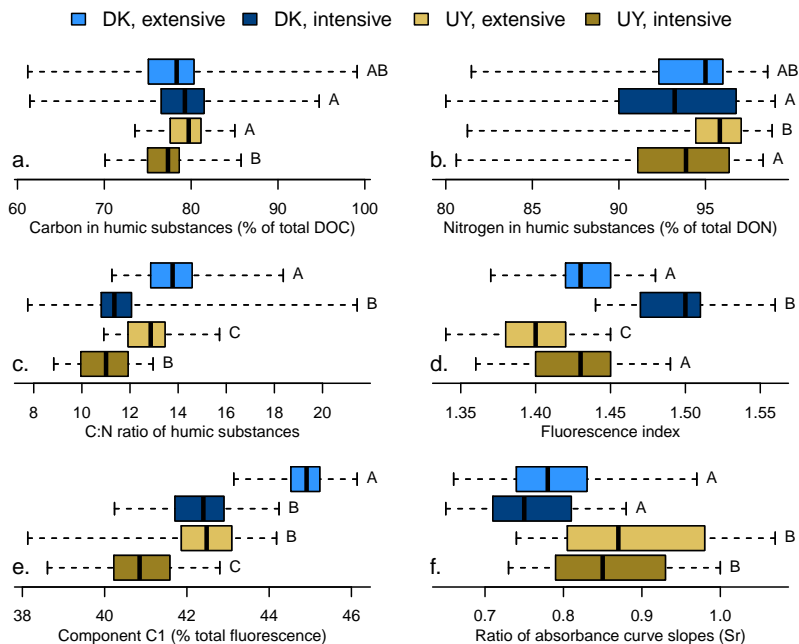 DK, extensive DK, intensive UY, extensive UY, intensive
AB
A
A
B
a.
60 70 80 90 100
Carbon in humic substances (% of total DOC)
A
B
A
B
b.
80 85 90 95
Nitrogen in humic substances (% of total DON)
A
B
C
B
c.
8 10 12 14 16 18 20
C:N ratio of humic substances
A
B
C
A
d.
1.35 1.40 1.45 1.50 1.55
Fluorescence index
A
B
B
C
e.
38 40 42 44 46
Component C1 (% total fluorescence)
A
A
B
B
f.
0.7 0.8 0.9 1.0
Ratio of absorbance curve slopes (Sr)